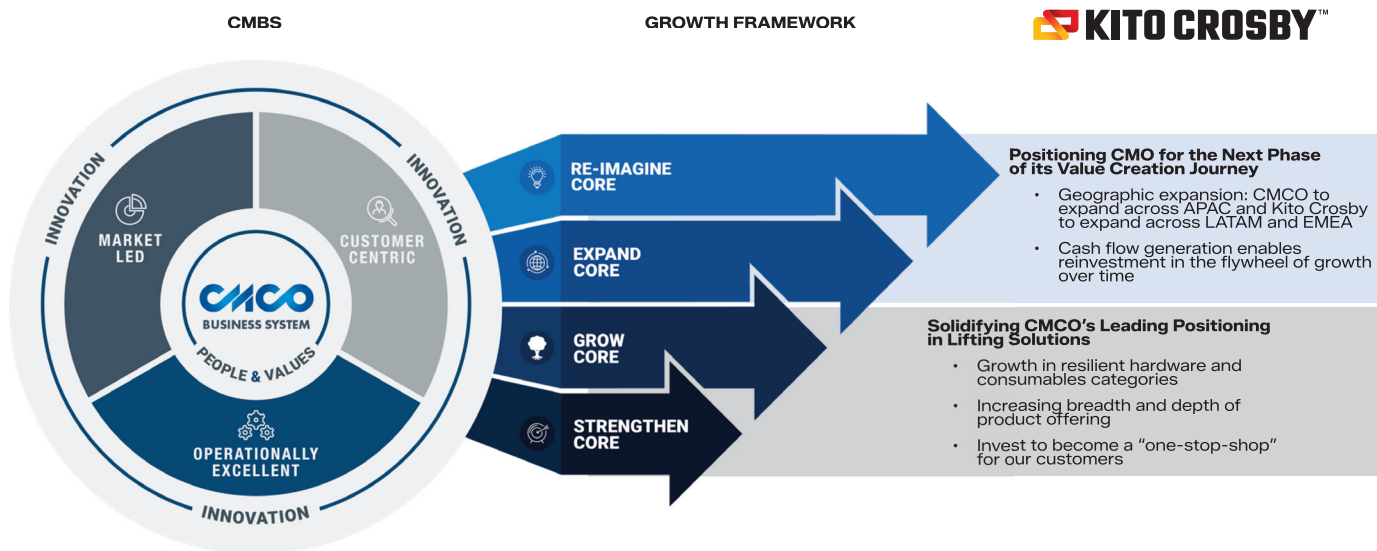 CMBS
GROWTH FRAMEWORK
KITO CROSBY™
INNOVATION
INNOVATION
INNOVATION
MARKET
LED
CUSTOMER
CENTRIC
OPERATIONALLY
EXCELLENT
CMCO
BUSINESS SYSTEM
PEOPLE & VALUES
RE-IMAGINE
CORE
EXPAND
CORE
GROW
CORE
STRENGTHEN
CORE
Positioning CMO for the Next Phase
of its Value Creation Journey
• Geographic expansion: CMCO to
expand across APAC and Kito Crosby
to expand across LATAM and EMEA
• Cash flow generation enables
reinvestment in the flywheel of growth
over time
Solidifying CMCO's Leading Positioning
in Lifting Solutions
• Growth in resilient hardware and
consumables categories
• Increasing breadth and depth of
product offering
• Invest to become a “one-stop-shop”
for our customers